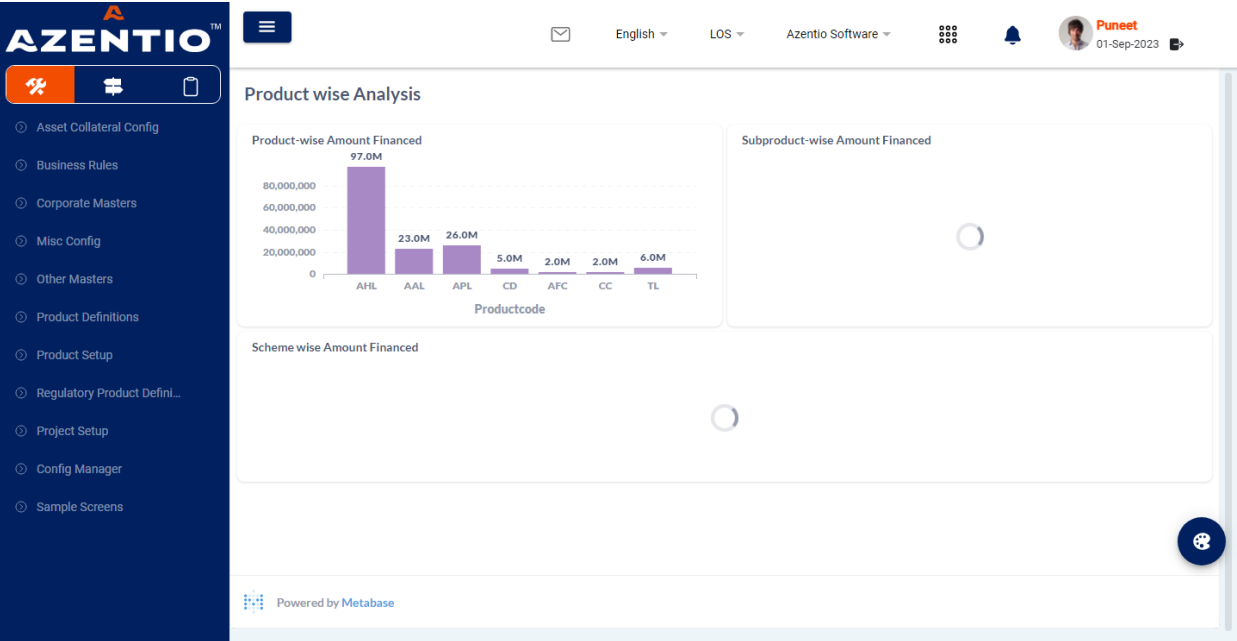 AZENTIO™
English
LOS
Azentio Software
Puneet
01-Sep-2023
Asset Collateral Config
Business Rules
Corporate Masters
Misc Config
Other Masters
Product Definitions
Product Setup
Regulatory Product Defini...
Project Setup
Config Manager
Sample Screens
Product wise Analysis
Product-wise Amount Financed
97.0M
80,000,000
60,000,000
40,000,000
20,000,000
0
23.0M
26.0M
5.0M
2.0M
2.0M
6.0M
AHL AAL APL CD AFC CC TL
Productcode
Subproduct-wise Amount Financed
Scheme wise Amount Financed
Powered by Metabase